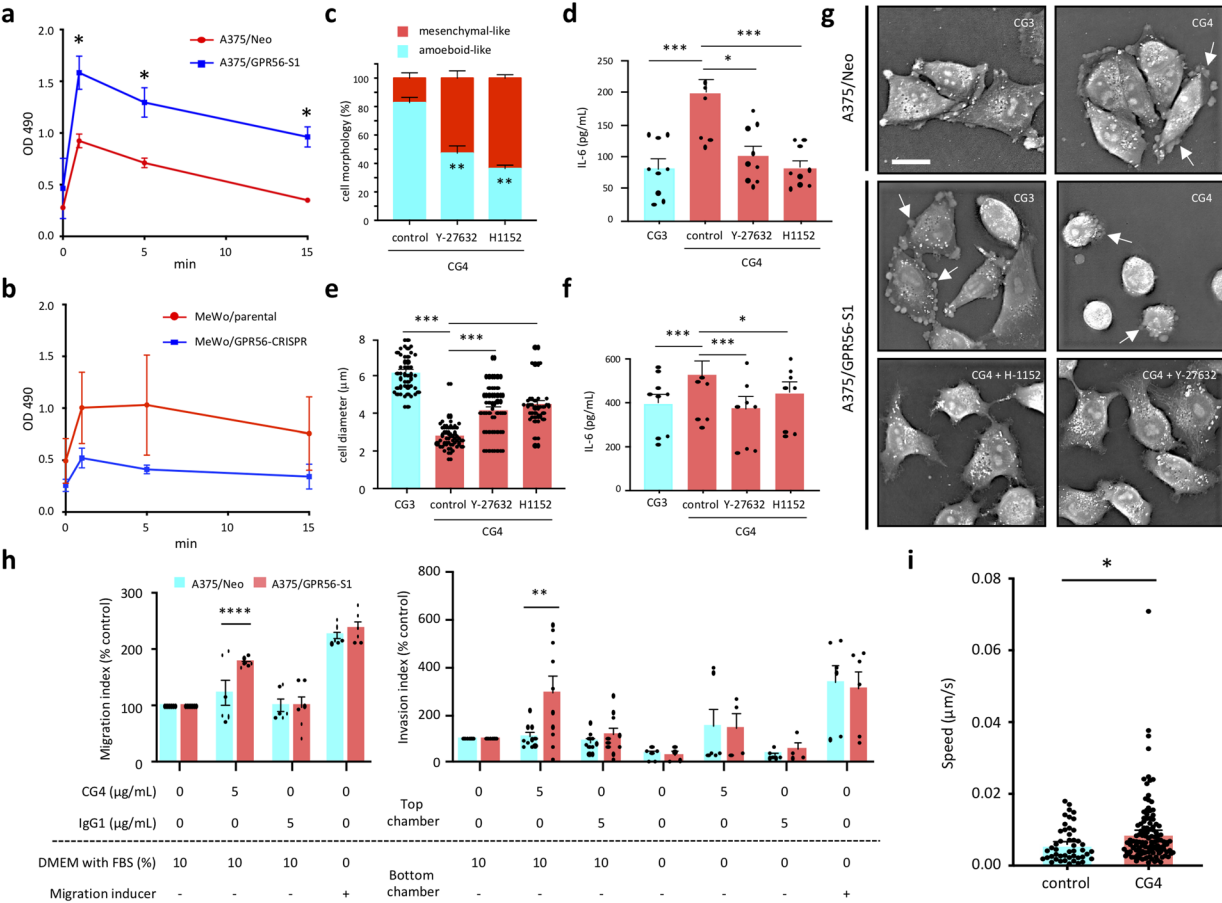 a
A375/Neo
A375/GPR56-S1
OD 490
2.0
1.5
1.0
0.5
0.0
* * *
0 5 10 15
min
b
MeWo/parental
MeWo/GPR56-CRISPR
OD 490
2.0
1.5
1.0
0.5
0.0
0 5 10 15
min
c
mesenchymal-like
amoeboid-like
cell morphology (%)
100
80
60
40
20
0
** **
control Y-27632 H1152
CG4
d
IL-6 (pg/mL)
250
200
150
100
50
0
*** * ***
CG3 control Y-27632 H1152
CG4
e
cell diameter (μm)
10
8
6
4
2
0
*** ***
CG3 control Y-27632 H1152
CG4
f
IL-6 (pg/mL)
600
400
200
0
*** *** *
CG3 control Y-27632 H1152
CG4
g
A375/Neo
CG3
CG4
A375/GPR56-S1
CG3
CG4
CG4 + H-1152
CG4 + Y-27632
h
A375/Neo A375/GPR56-S1
Migration index (% control)
300
200
100
0
****
Invasion index (% control)
800
600
400
200
100
0
**
CG4 (μg/mL) 0 5 0 0 Top chamber 0 5 0 0 5 0 0
IgG1 (μg/mL) 0 0 5 0 0 0 5 0 0 5 0
DMEM with FBS (%) 10 10 10 0 Bottom chamber 10 10 10 0 0 0 0
Migration inducer - - - + - - - - - - +
i
Speed (μm/s)
0.08
0.06
0.04
0.02
0.00
*
control CG4